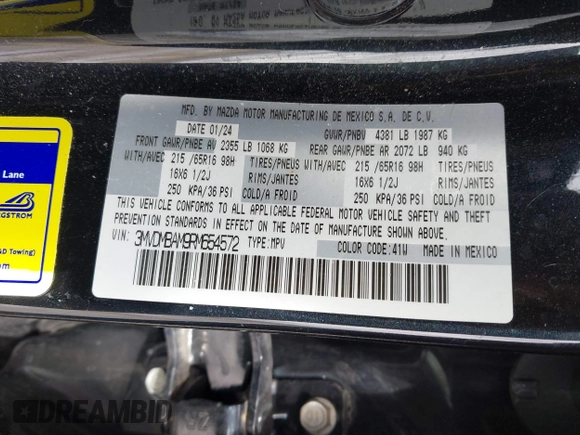 MFD. BY MAZDA MOTOR MANUFACTURING DE MEXICO S.A. DE C.V.
DATE 01/24 GVWR/PNBV 4381 LB 1987 KG
FRONT GAWR/PNBE AV 2355 LB 1068 KG REAR GAWR/PNBE AR 2072 LB 940 KG
WITH/AVEC 215 /65R16 98H TIRES/PNEUS WITH/AVEC 215 /65R16 98H TIRES/PNEUS
16X6 1/2J RIMS/JANTES 16X6 1/2J RIMS/JANTES
250 KPA/36 PSI COLD/A FROID 250 KPA/36 PSI COLD/A FROID
THIS VEHICLE CONFORMS TO ALL APPLICABLE FEDERAL MOTOR VEHICLE SAFETY AND THEFT
PREVENTION STANDARDS IN EFFECT ON THE DATE OF MANUFACTURE SHOWN ABOVE.
VIN: 3MVDMBAM9RM654572 TYPE: MPV COLOR CODE: 41W MADE IN MEXICO
Lane
GSTROM
D Towing)
om
DREAMBID